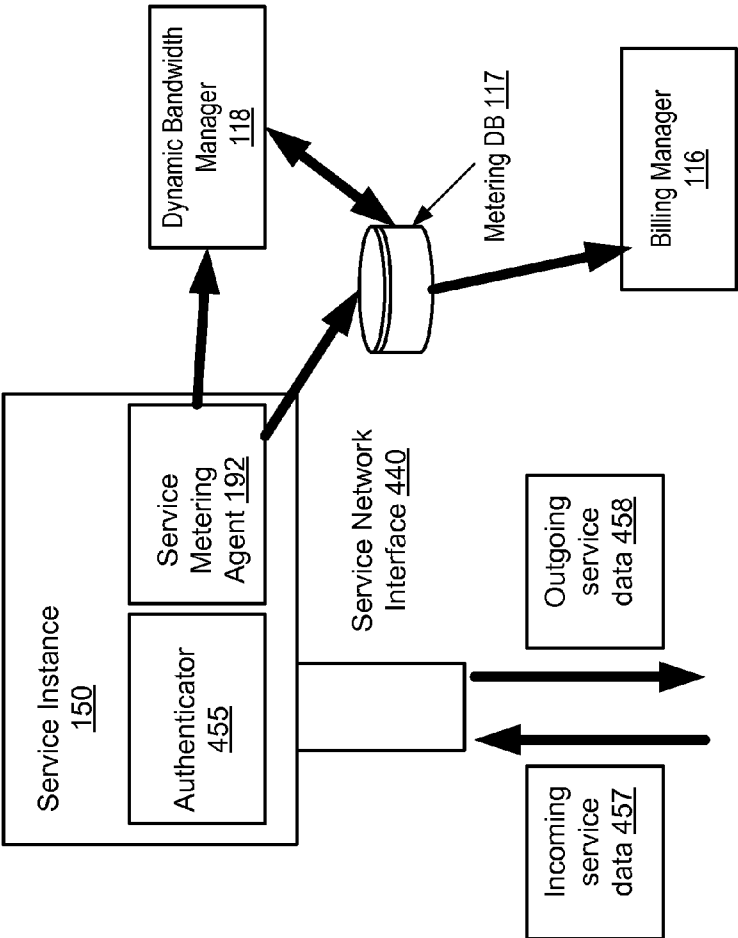 Service Instance
150
Authenticator
455
Service
Metering
Agent 192
Dynamic Bandwidth
Manager
118
Metering DB 117
Billing Manager
116
Service Network
Interface 440
Incoming
service
data 457
Outgoing
service
data 458